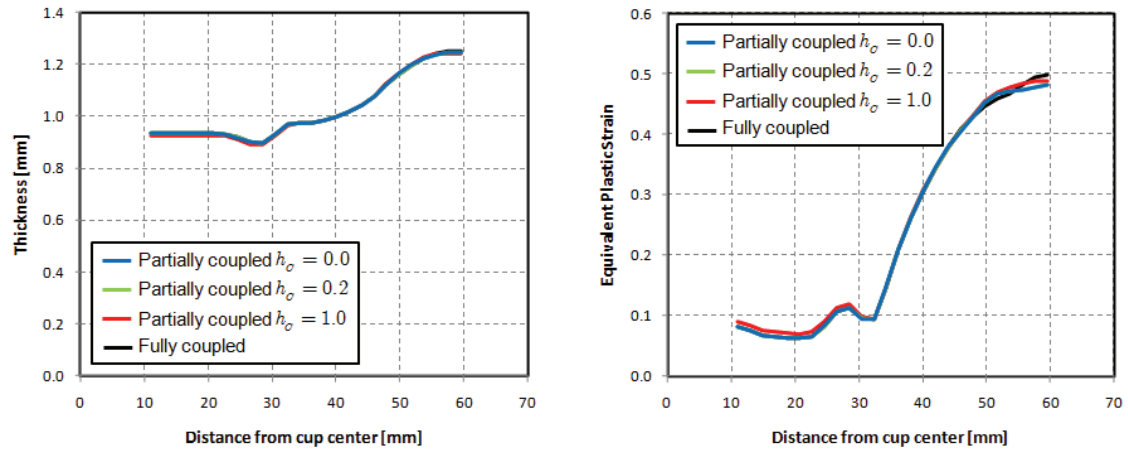 1.4
1.2
1.0
0.8
0.6
0.4
0.2
0.0
Thickness [mm]
Partially coupled h_o = 0.0
Partially coupled h_o = 0.2
Partially coupled h_o = 1.0
Fully coupled
0 10 20 30 40 50 60 70
Distance from cup center [mm]
0.6
0.5
0.4
0.3
0.2
0.1
0.0
Equivalent Plastic Strain
Partially coupled h_o = 0.0
Partially coupled h_o = 0.2
Partially coupled h_o = 1.0
Fully coupled
0 10 20 30 40 50 60 70
Distance from cup center [mm]